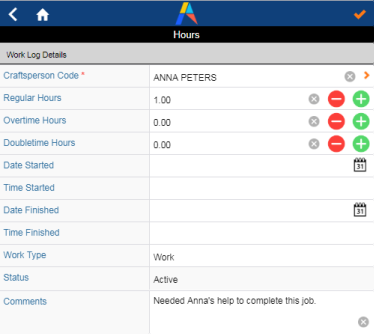 Hours
Work Log Details
Craftsperson Code * ANNA PETERS
Regular Hours 1.00
Overtime Hours 0.00
Doubletime Hours 0.00
Date Started 31
Time Started
Date Finished 31
Time Finished
Work Type Work
Status Active
Comments Needed Anna's help to complete this job.